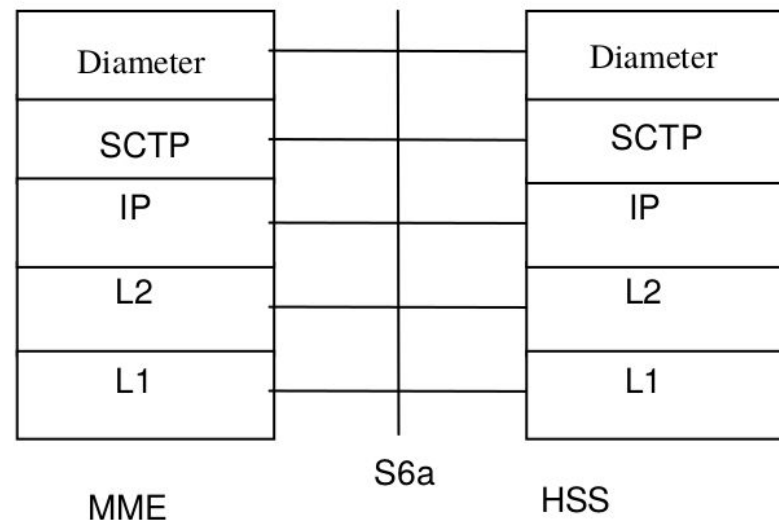 Diameter
SCTP
IP
L2
L1
MME
S6a
Diameter
SCTP
IP
L2
L1
HSS